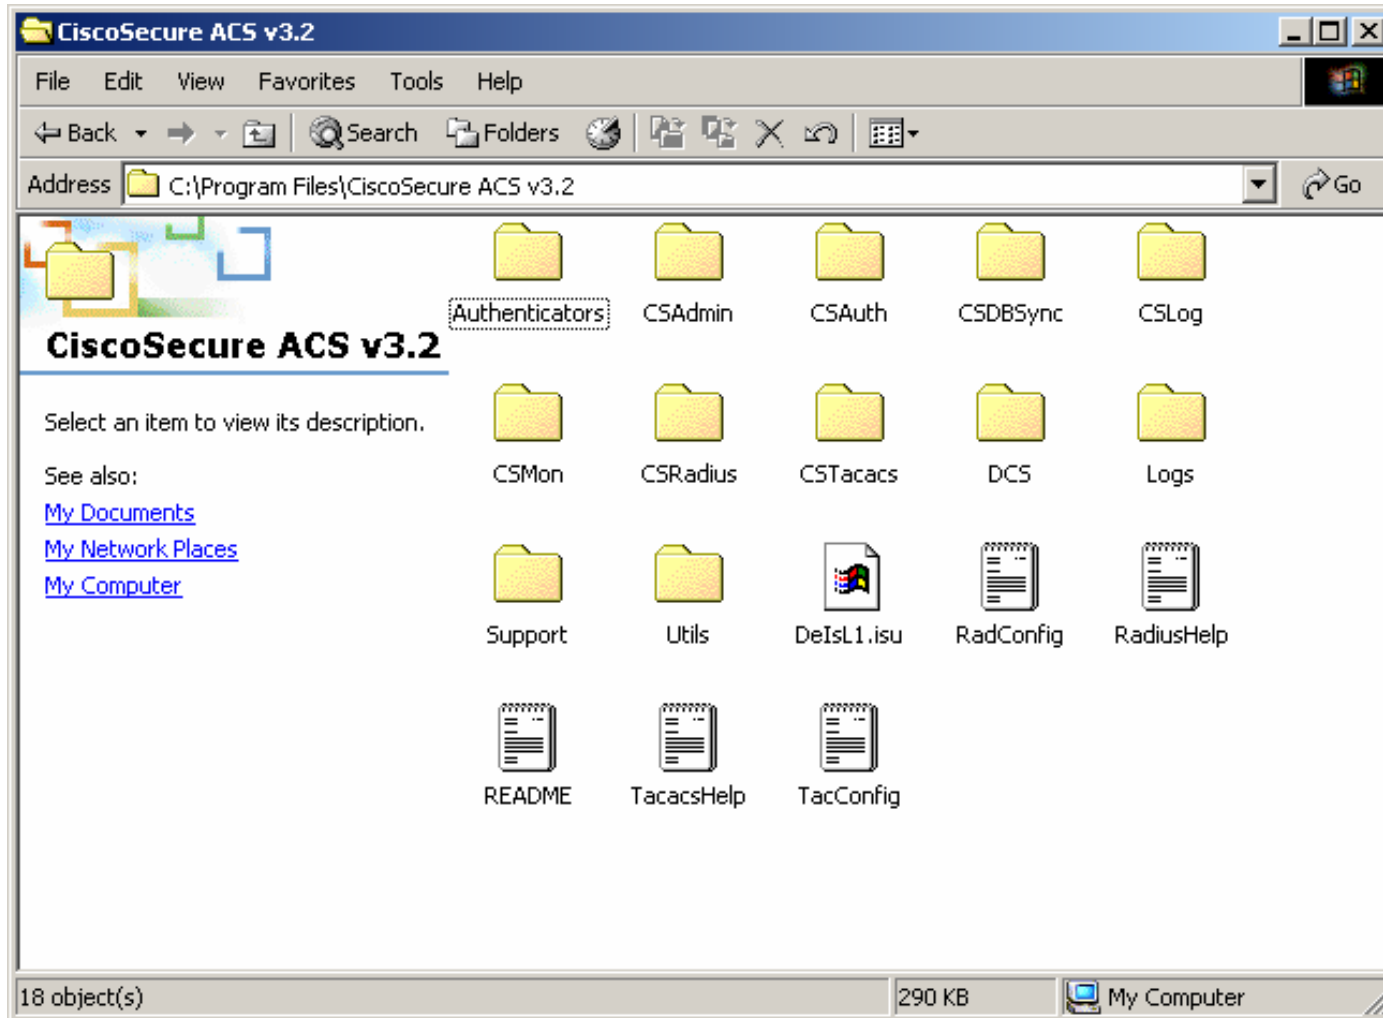 CiscoSecure ACS v3.2
File Edit View Favorites Tools Help
Back Search Folders
Address C:\Program Files\CiscoSecure ACS v3.2 Go
CiscoSecure ACS v3.2
Select an item to view its description.
See also:
My Documents
My Network Places
My Computer
Authenticators CSAdmin CSAuth CSDBSync CSLog
CSMon CSRadius CSTacacs DCS Logs
Support Utils DeIsL1.isu RadConfig RadiusHelp
README TacacsHelp TacConfig
18 object(s) 290 KB My Computer